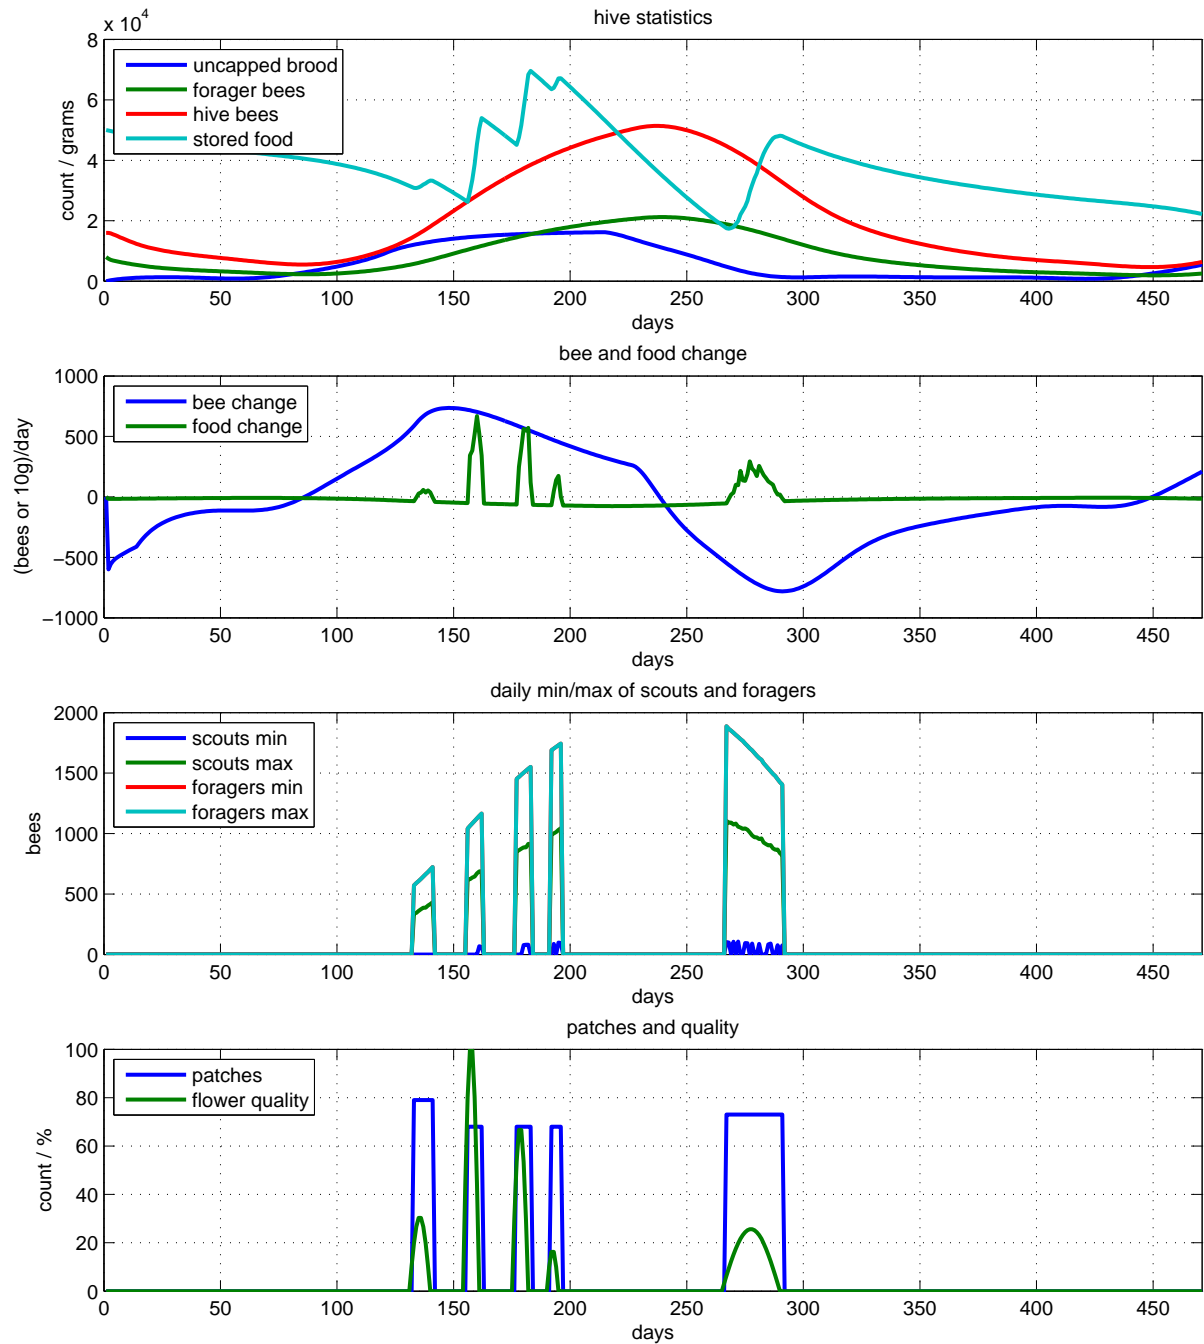 hive statistics
x 10^4
8
6
4
2
0
count / grams
uncapped brood
forager bees
hive bees
stored food
0 50 100 150 200 250 300 350 400 450
days
bee and food change
1000
500
0
−500
−1000
(bees or 10g)/day
bee change
food change
0 50 100 150 200 250 300 350 400 450
days
daily min/max of scouts and foragers
2000
1500
1000
500
0
bees
scouts min
scouts max
foragers min
foragers max
0 50 100 150 200 250 300 350 400 450
days
patches and quality
100
80
60
40
20
0
count / %
patches
flower quality
0 50 100 150 200 250 300 350 400 450
days